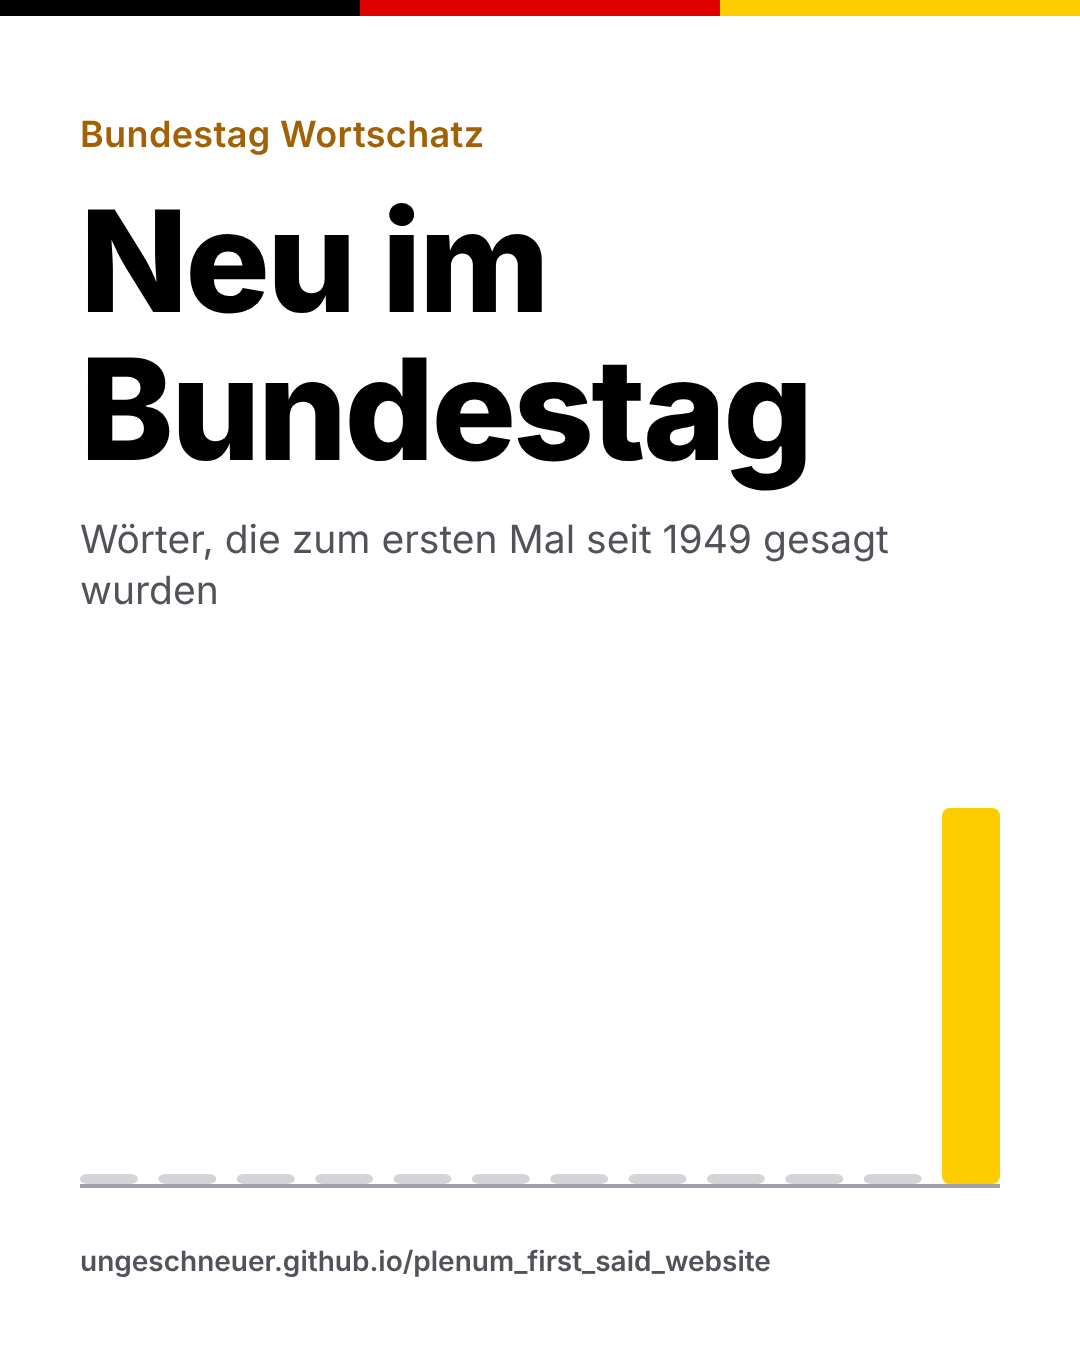 Bundestag Wortschatz
Neu im
Bundestag
Wörter, die zum ersten Mal seit 1949 gesagt
wurden
ungeschneuer.github.io/plenum_first_said_website